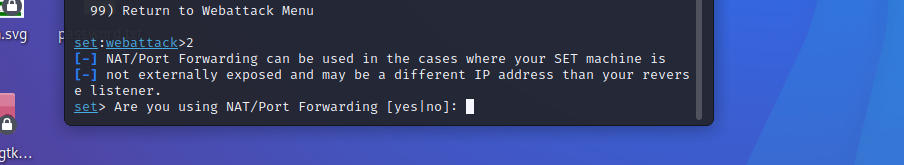 99) Return to Webattack Menu
set:webattack>2
[-] NAT/Port Forwarding can be used in the cases where your SET machine is
[-] not externally exposed and may be a different IP address than your revers
e listener.
set> Are you using NAT/Port Forwarding [yes|no]:
.svg
gtk...